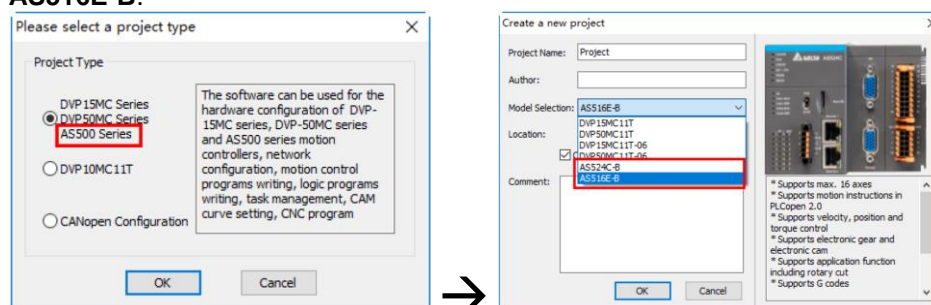 AS516E-B.
Please select a project type
Project Type
DVP15MC Series
DVP50MC Series
AS500 Series
DVP10MC11T
CANopen Configuration
The software can be used for the
hardware configuration of DVP-
15MC series, DVP-50MC series
and AS500 series motion
controllers, network
configuration, motion control
programs writing, logic programs
writing, task management, CAM
curve setting, CNC program
OK
Cancel
Create a new project
Project Name:
Project
Author:
Model Selection:
AS516E-B
DVP15MC11T
DVP50MC11T
DVP15MC11T-06
DVP50MC11T-06
AS524C-B
AS516E-B
Location:
Comment:
OK
Cancel
* Supports max. 16 axes
* Supports motion instructions in
PLCopen 2.0
* Supports velocity, position and
torque control
* Supports electronic gear and
electronic cam
* Supports application function
including rotary cut
* Supports G codes